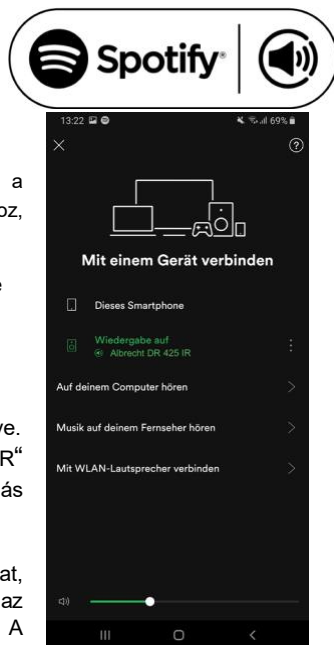 Spotify®
13:22 69%
a
oz,
e
Mit einem Gerät verbinden
Dieses Smartphone
Wiedergabe auf
Albrecht DR 425 IR
ve.
Auf deinem Computer hören
R“
Musik auf deinem Fernseher hören
ás
Mit WLAN-Lautsprecher verbinden
at,
az
A